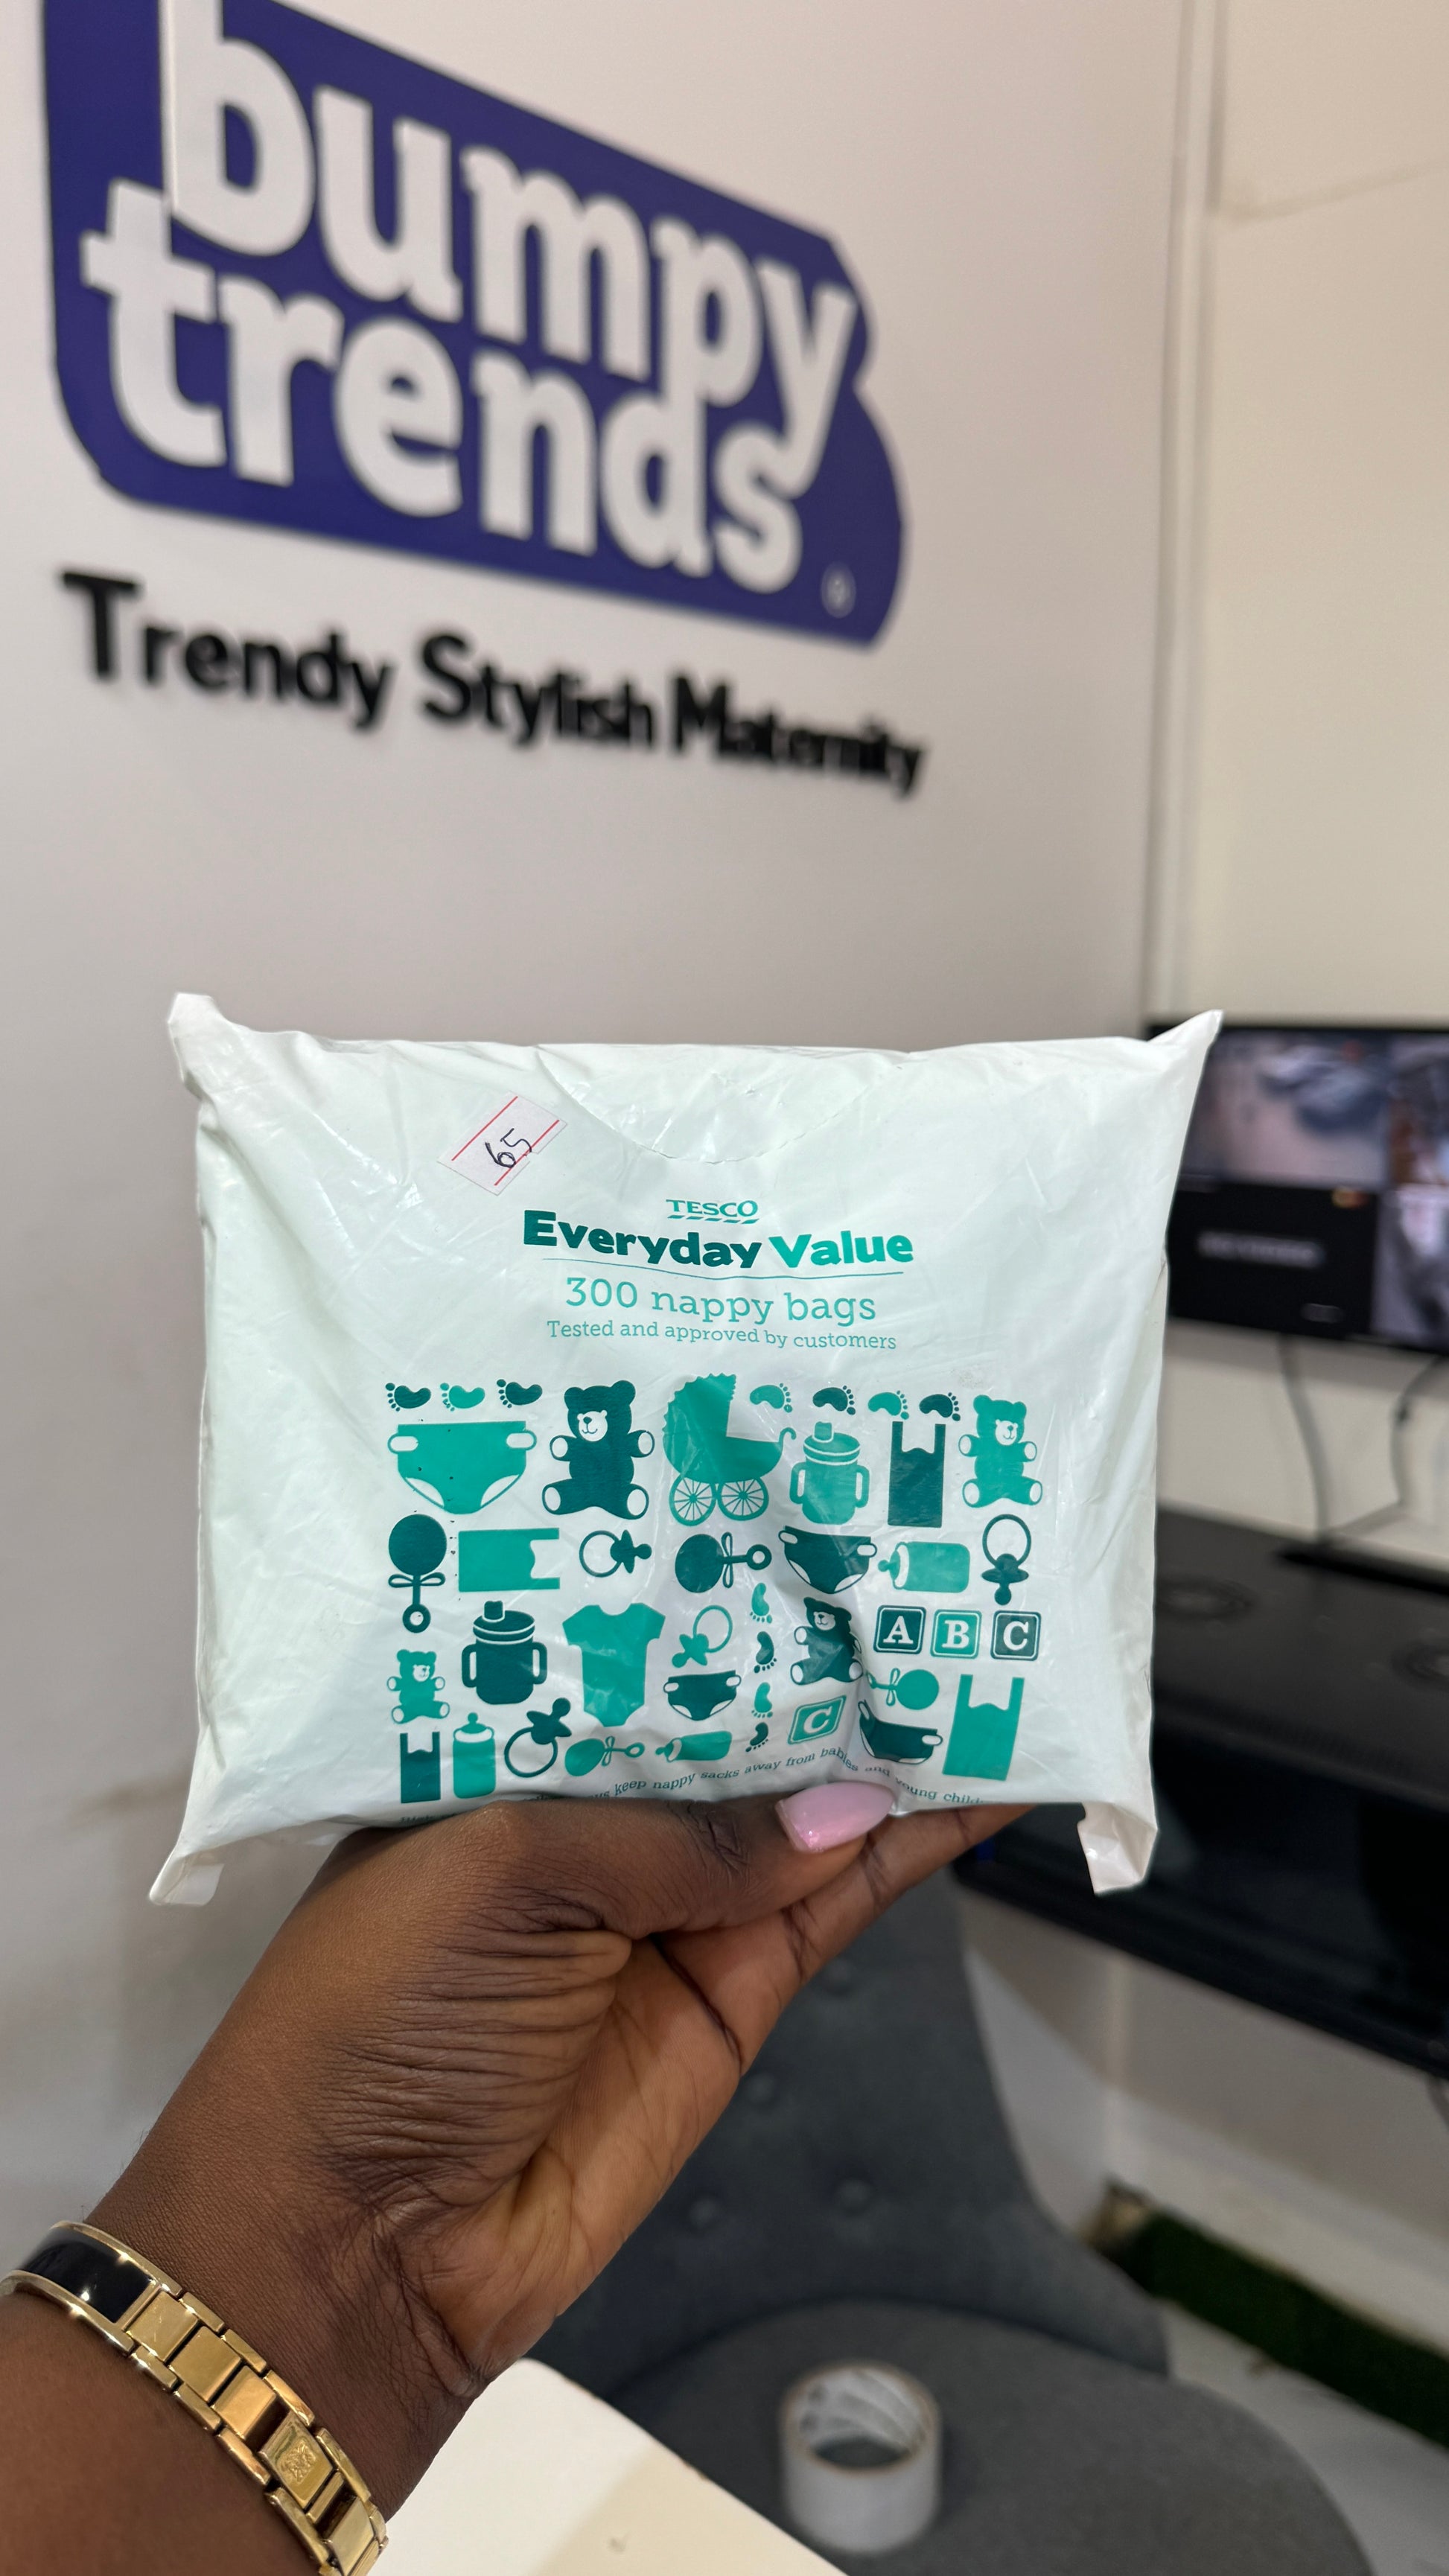 bumpy
trends
Trendy Stylish Maternity
65
TESCO
Everyday Value
300 nappy bags
Tested and approved by customers
A B C
C
keep nappy sacks away from babies and young